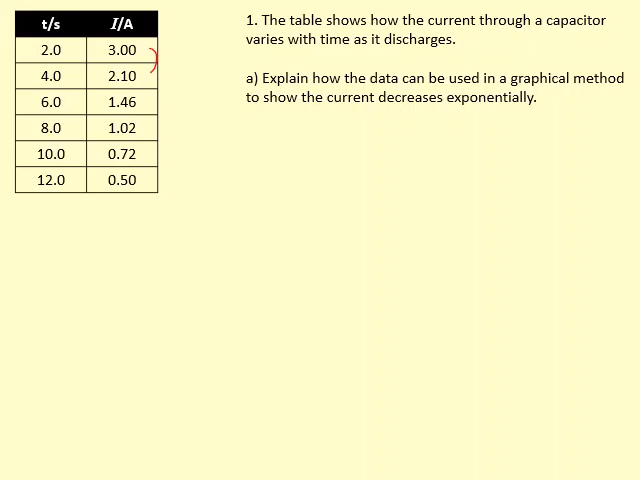 t/s I/A
2.0 3.00
4.0 2.10
6.0 1.46
8.0 1.02
10.0 0.72
12.0 0.50
1. The table shows how the current through a capacitor
varies with time as it discharges.
a) Explain how the data can be used in a graphical method
to show the current decreases exponentially.